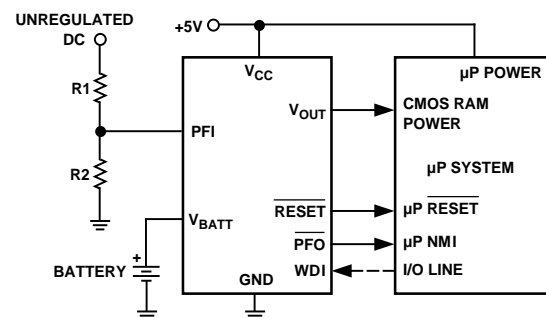 UNREGULATED
DC
+5V
R1
R2
VCC
PFI
VOUT
VBATT
RESET
PFO
WDI
GND
+
BATTERY
µP POWER
CMOS RAM
POWER
µP SYSTEM
µP RESET
µP NMI
I/O LINE